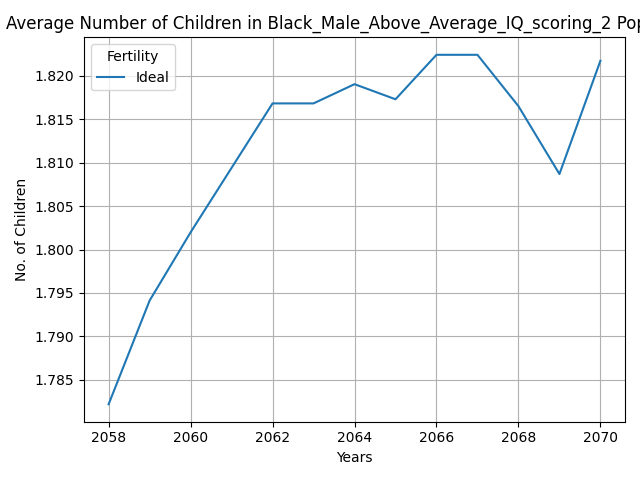 Average Number of Children in Black_Male_Above_Average_IQ_scoring_2 Pop
Fertility
Ideal
1.820
1.815
1.810
1.805
1.800
1.795
1.790
1.785
No. of Children
2058 2060 2062 2064 2066 2068 2070
Years